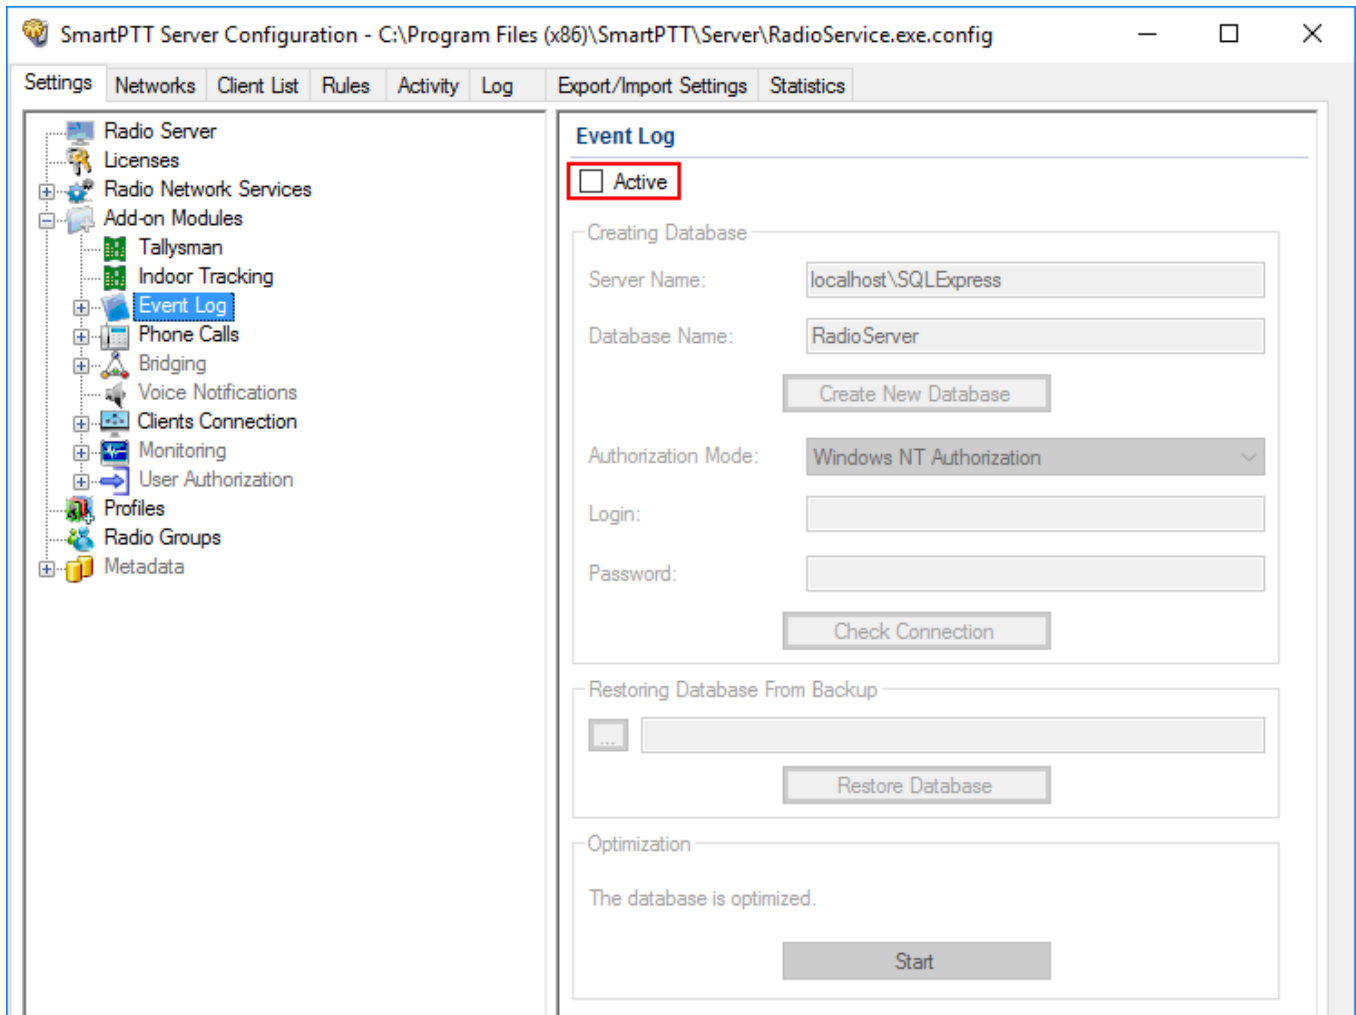 SmartPTT Server Configuration - C:\Program Files (x86)\SmartPTT\Server\RadioService.exe.config
Settings Networks Client List Rules Activity Log Export/Import Settings Statistics
Radio Server
Licenses
Radio Network Services
Add-on Modules
Tallysman
Indoor Tracking
Event Log
Phone Calls
Bridging
Voice Notifications
Clients Connection
Monitoring
User Authorization
Profiles
Radio Groups
Metadata
Event Log
Active
Creating Database
Server Name: localhost\SQLExpress
Database Name: RadioServer
Create New Database
Authorization Mode: Windows NT Authorization
Login:
Password:
Check Connection
Restoring Database From Backup
...
Restore Database
Optimization
The database is optimized.
Start